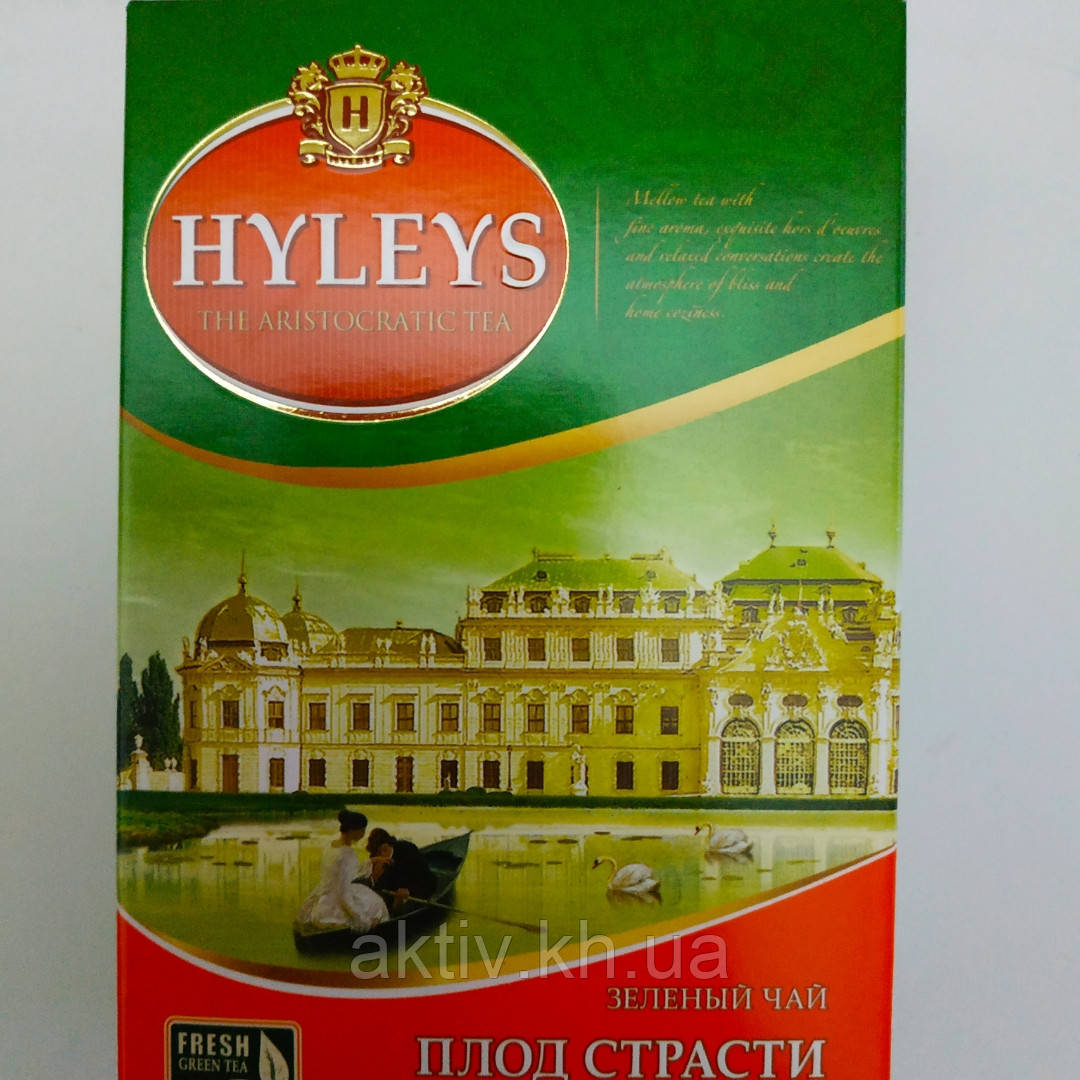 H
HYLEYS
HYLEYS
THE ARISTOCRATIC TEA
Mellow tea with
fine aroma, exquisite hors d'oeuvres
and relaxed conversations create the
atmosphere of bliss and
home coziness.
aktiv.kh.ua
ЗЕЛЕНЫЙ ЧАЙ
ПЛОД СТРАСТИ
FRESH
GREEN TEA